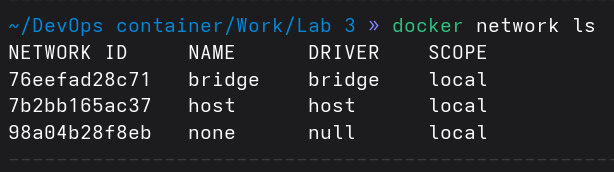 ~/DevOps container/Work/Lab 3 » docker network ls
NETWORK ID     NAME      DRIVER    SCOPE
76eefad28c71   bridge    bridge    local
7b2bb165ac37   host      host      local
98a04b28f8eb   none      null      local